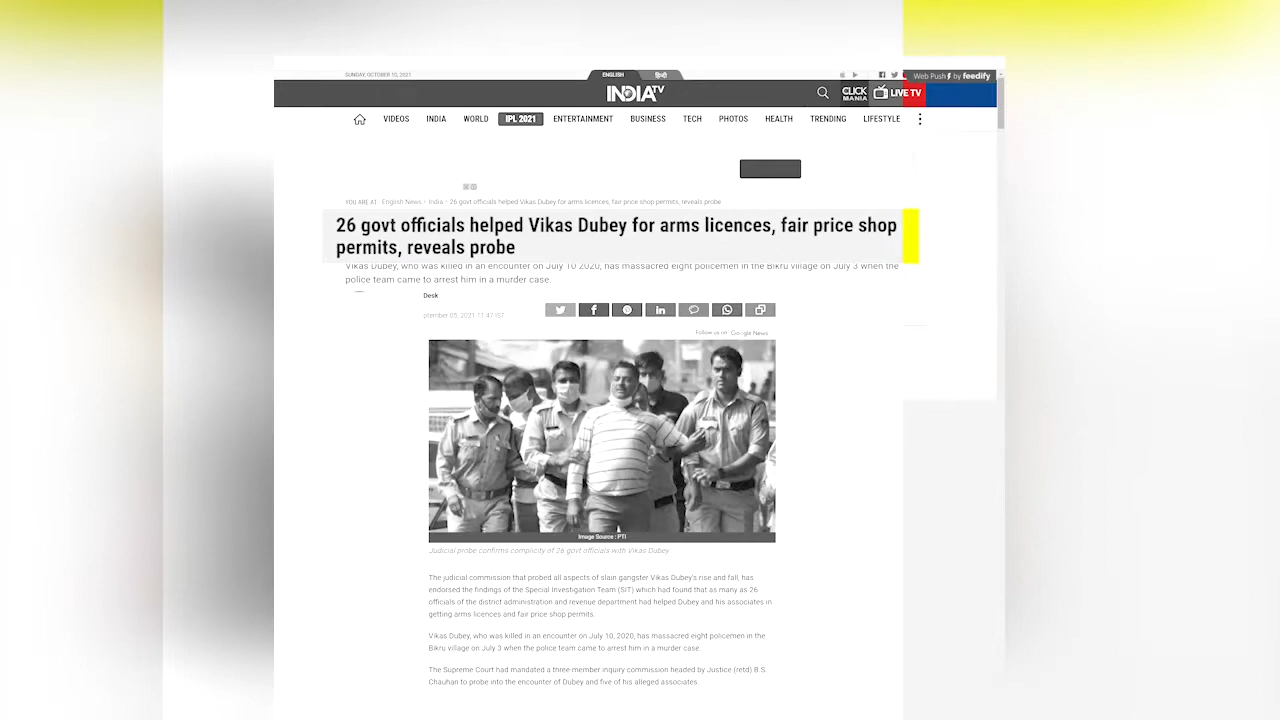 SUNDAY, OCTOBER 10, 2021
ENGLISH
हिन्दी
Web Push by feedify
INDIA TV
CLICK MANIA
LIVE TV
VIDEOS INDIA WORLD IPL 2021 ENTERTAINMENT BUSINESS TECH PHOTOS HEALTH TRENDING LIFESTYLE
YOU ARE AT: English News › India › 26 govt officials helped Vikas Dubey for arms licences, fair price shop permits, reveals probe
26 govt officials helped Vikas Dubey for arms licences, fair price shop
permits, reveals probe
Vikas Dubey, who was killed in an encounter on July 10 2020, has massacred eight policemen in the Bikru village on July 3 when the
police team came to arrest him in a murder case.
Desk
ptember 05, 2021 11:47 IST
Follow us on Google News
Image Source : PTI
Judicial probe confirms complicity of 26 govt officials with Vikas Dubey
The judicial commission that probed all aspects of slain gangster Vikas Dubey's rise and fall, has
endorsed the findings of the Special Investigation Team (SIT) which had found that as many as 26
officials of the district administration and revenue department had helped Dubey and his associates in
getting arms licences and fair price shop permits.
Vikas Dubey, who was killed in an encounter on July 10, 2020, has massacred eight policemen in the
Bikru village on July 3 when the police team came to arrest him in a murder case.
The Supreme Court had mandated a three-member inquiry commission headed by Justice (retd) B.S.
Chauhan to probe into the encounter of Dubey and five of his alleged associates.